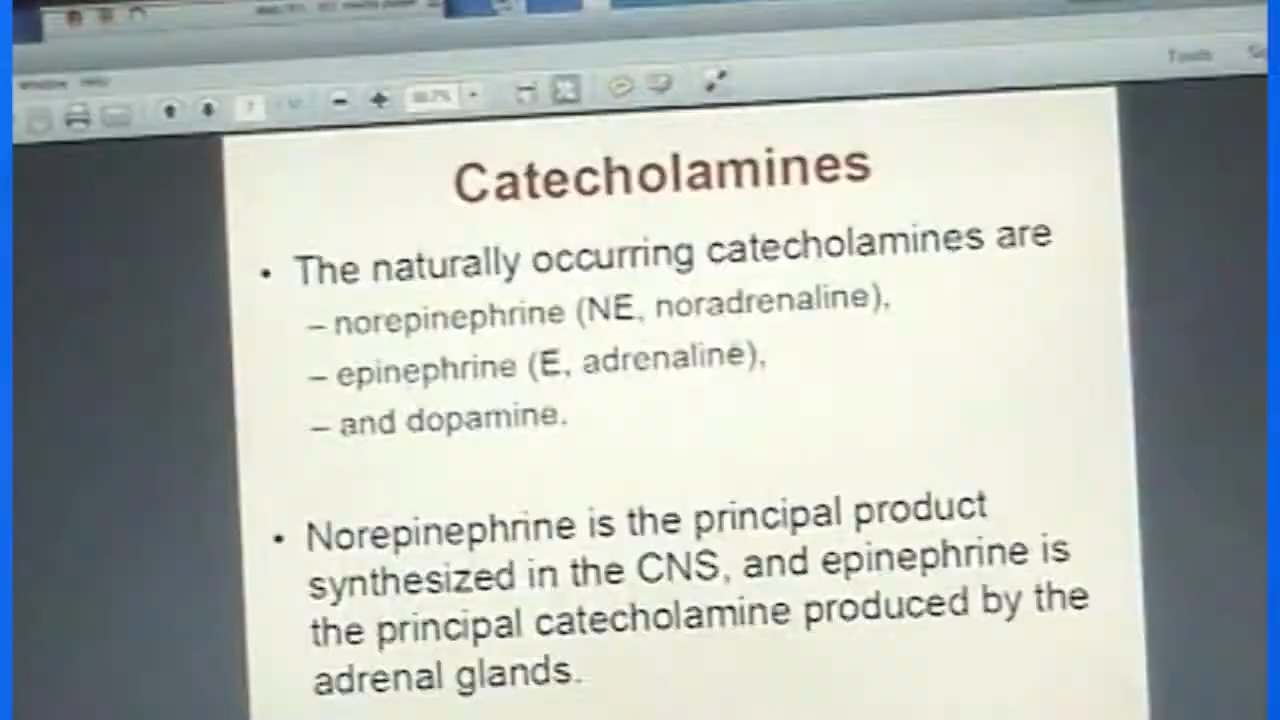 Tools
Catecholamines
• The naturally occurring catecholamines are
– norepinephrine (NE, noradrenaline),
– epinephrine (E, adrenaline),
– and dopamine.
• Norepinephrine is the principal product
synthesized in the CNS, and epinephrine is
the principal catecholamine produced by the
adrenal glands.